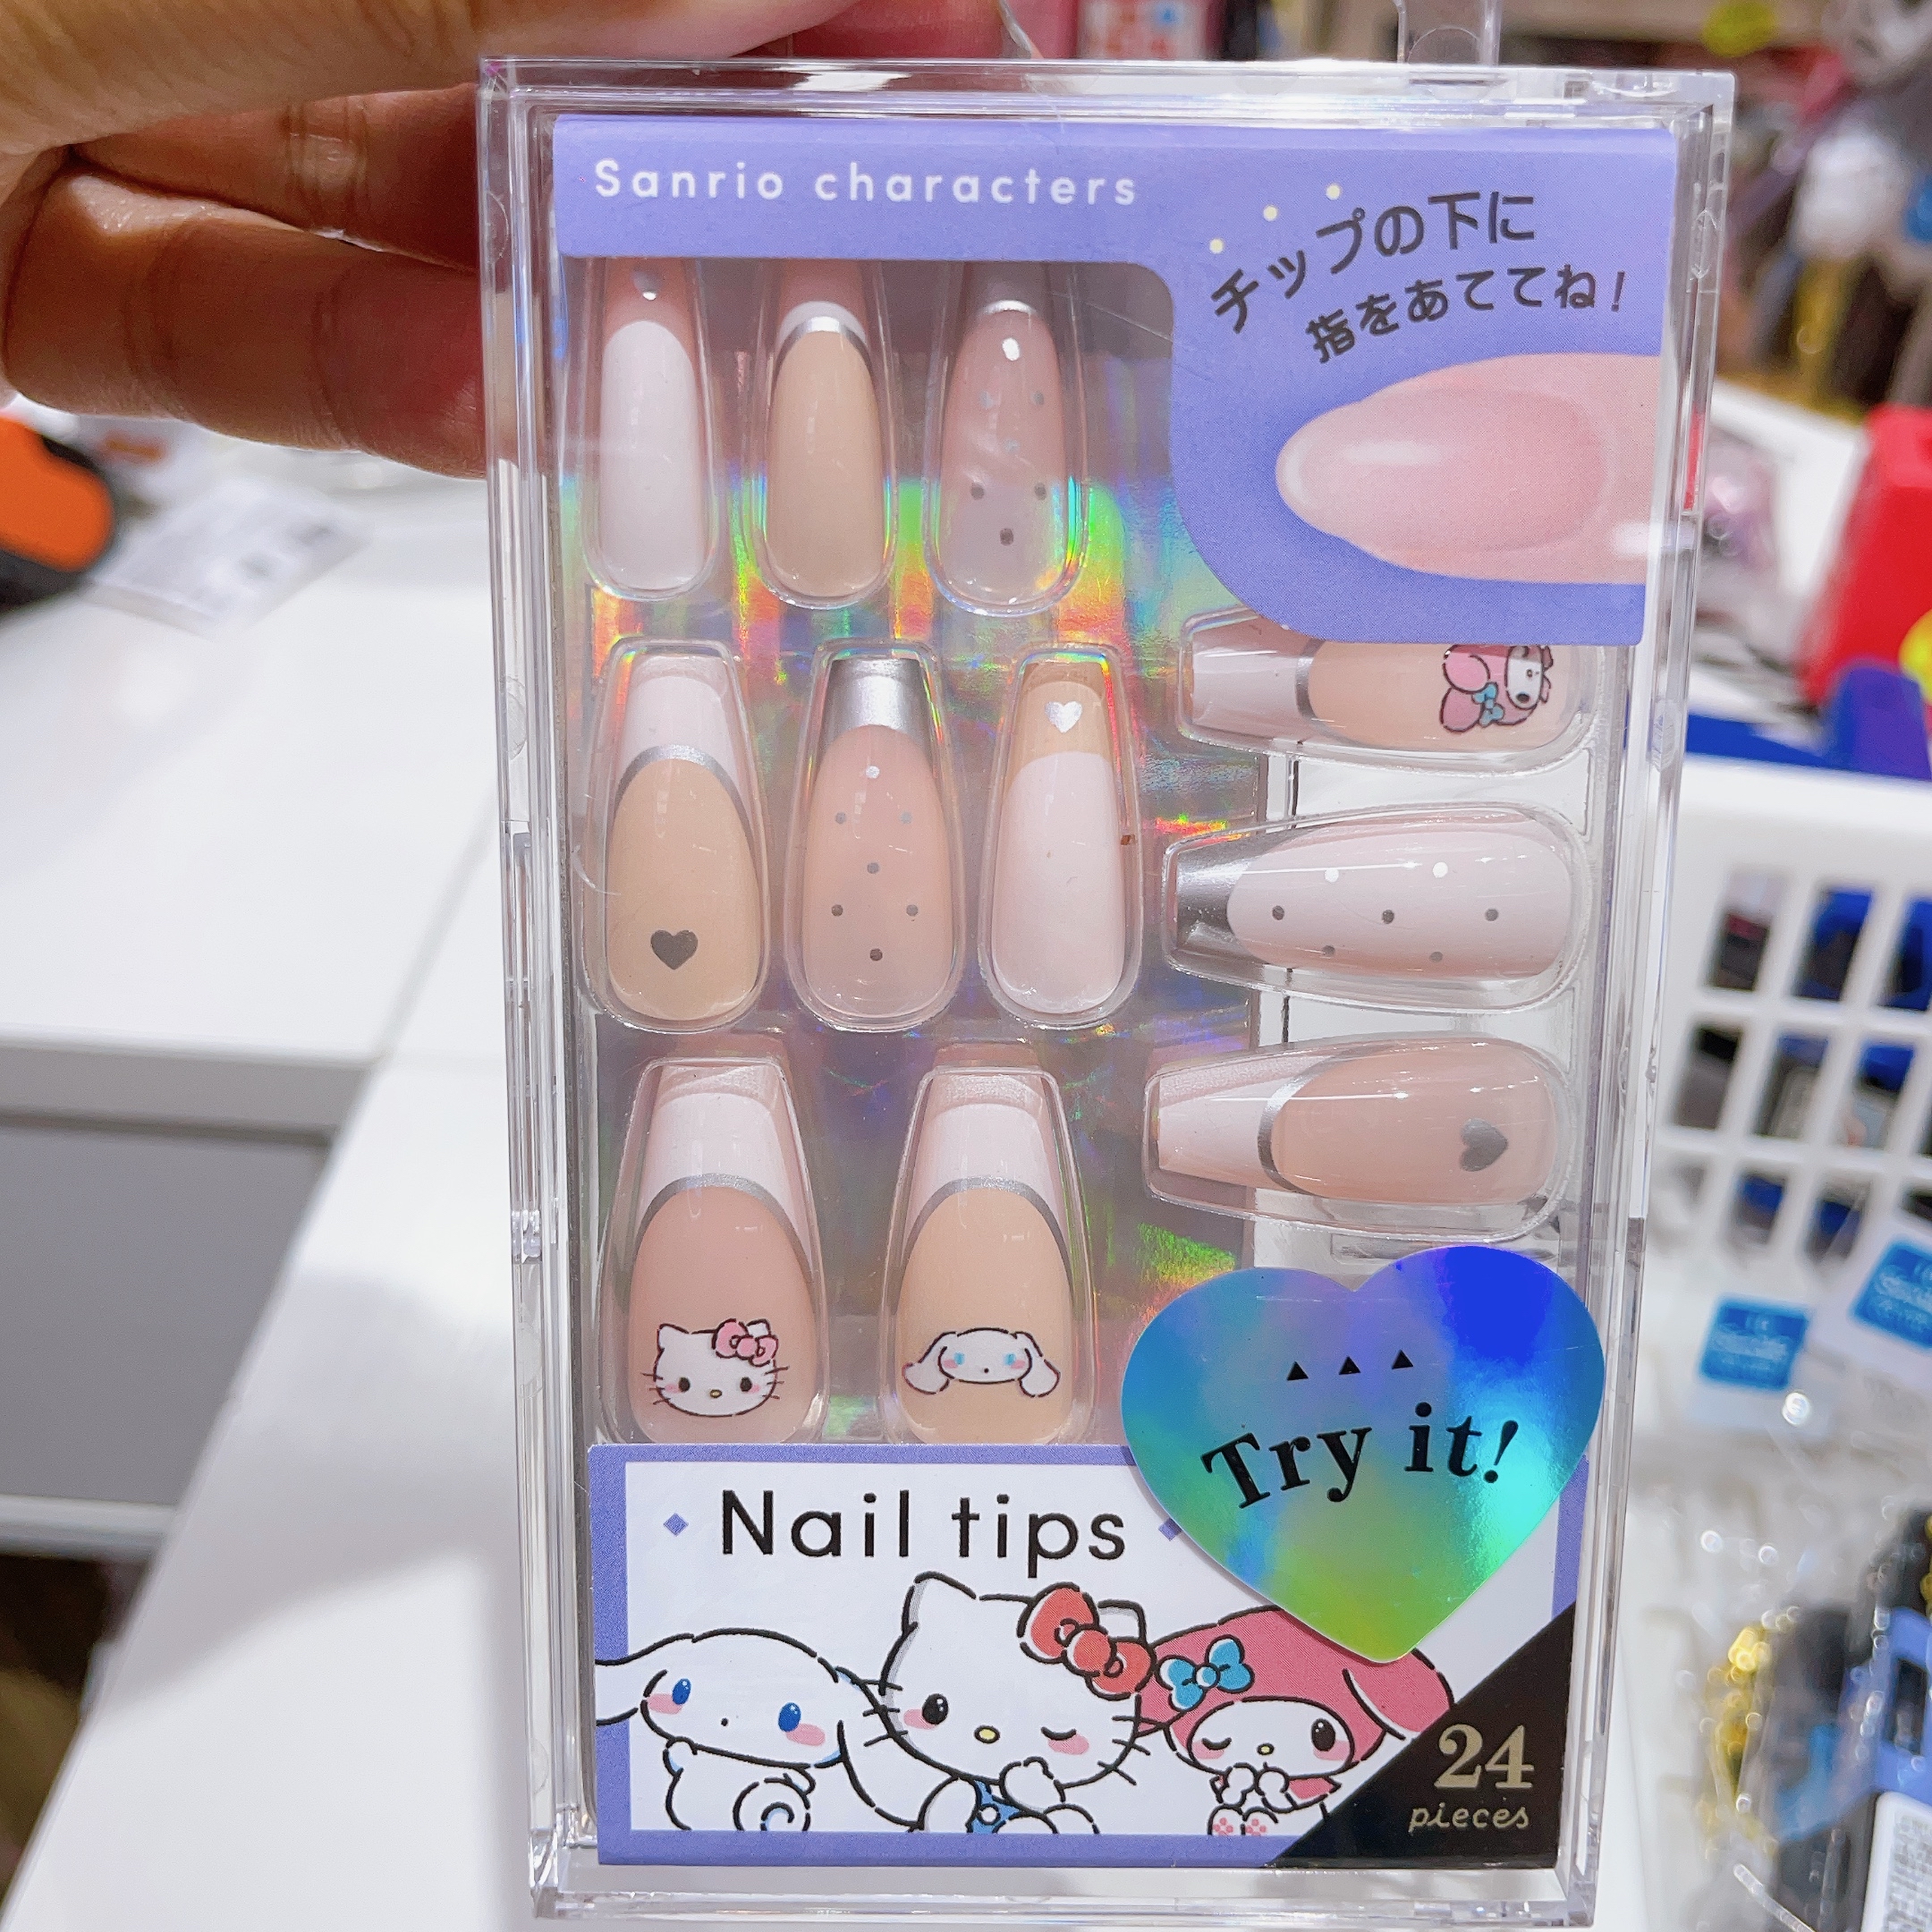 Sanrio characters
チップの下に
指をあててね!
Try it!
Nail tips
24
pieces